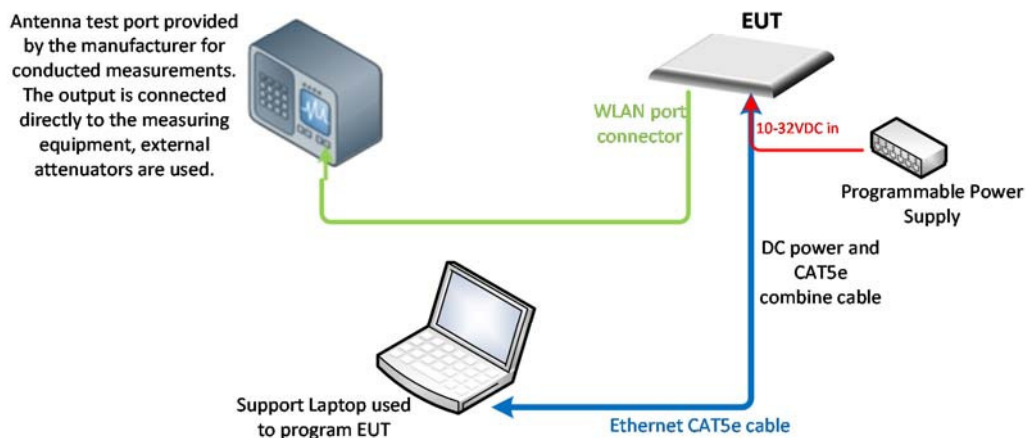 Antenna test port provided
by the manufacturer for
conducted measurements.
The output is connected
directly to the measuring
equipment, external
attenuators are used.
EUT
WLAN port
connector
10-32VDC in
Programmable Power
Supply
DC power and
CAT5e
combine cable
Support Laptop used
to program EUT
Ethernet CAT5e cable